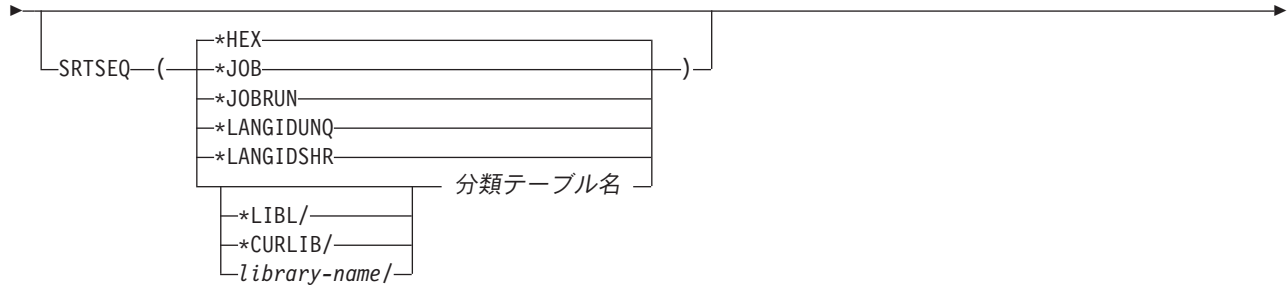 *HEX
SRTSEQ ( *JOB )
*JOBRUN
*LANGIDUNQ
*LANGIDSHR
分類テーブル名
*LIBL/
*CURLIB/
library-name/